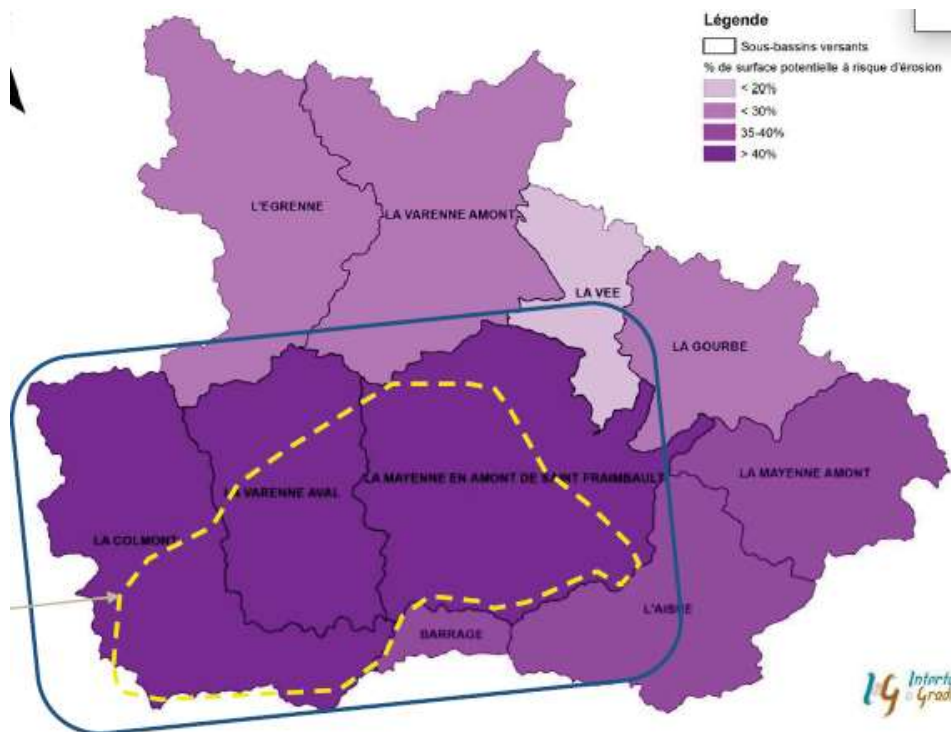 Légende
Sous-bassins versants
% de surface potentielle à risque d'érosion
< 20%
< 30%
35-40%
> 40%
L'EGRENNE
LA VARENNE AMONT
LA VEE
LA GOURBE
LA MAYENNE AMONT
LA MAYENNE EN AMONT DE SAINT FRAIMBAULT
LA VARENNE AVAL
LA COLMONT
L'AISNE
BARRAGE